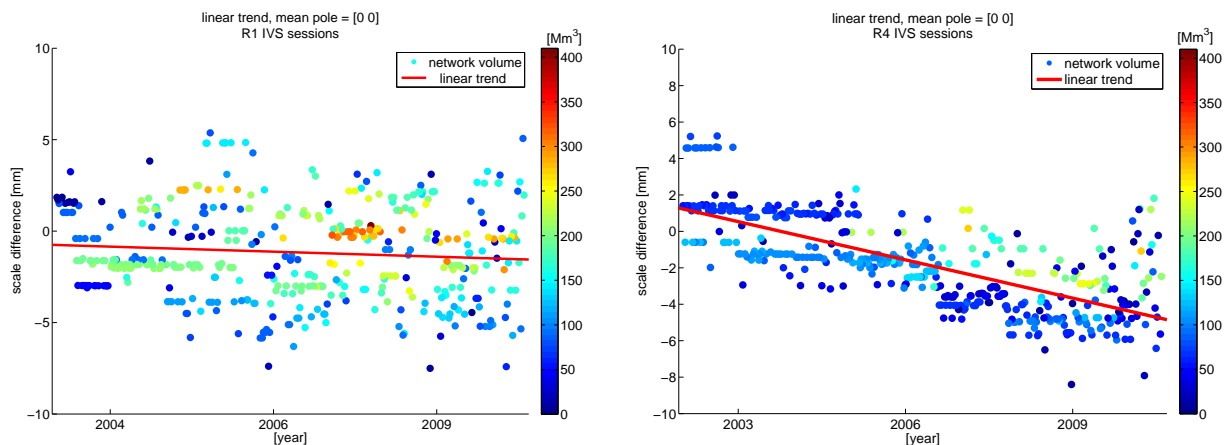 linear trend, mean pole = [0 0]
R1 IVS sessions
[Mm³]
network volume
linear trend
scale difference [mm]
10
5
0
−5
−10
2004
2006
2009
[year]
400
350
300
250
200
150
100
50
0
linear trend, mean pole = [0 0]
R4 IVS sessions
[Mm³]
network volume
linear trend
scale difference [mm]
10
8
6
4
2
0
−2
−4
−6
−8
−10
2003
2006
2009
[year]
400
350
300
250
200
150
100
50
0